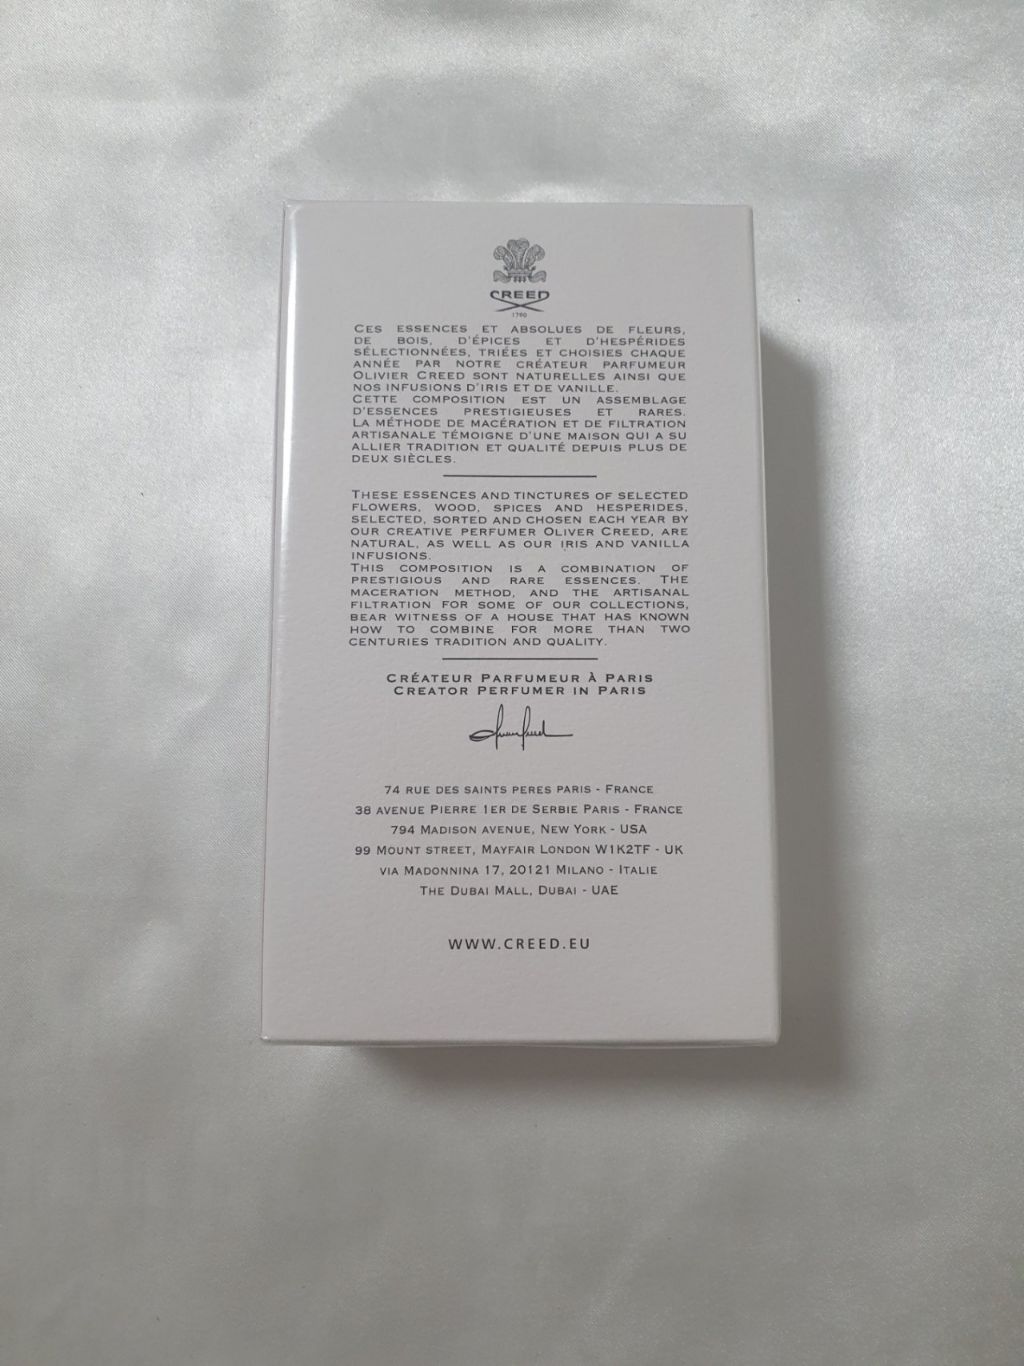 CREED
1760
CES ESSENCES ET ABSOLUES DE FLEURS,
DE BOIS, D'ÉPICES ET D'HESPÉRIDES
SÉLECTIONNÉES, TRIÉES ET CHOISIES CHAQUE
ANNÉE PAR NOTRE CRÉATEUR PARFUMEUR
OLIVIER CREED SONT NATURELLES AINSI QUE
NOS INFUSIONS D'IRIS ET DE VANILLE.
CETTE COMPOSITION EST UN ASSEMBLAGE
D'ESSENCES PRESTIGIEUSES ET RARES.
LA MÉTHODE DE MACÉRATION ET DE FILTRATION
ARTISANALE TÉMOIGNE D'UNE MAISON QUI A SU
ALLIER TRADITION ET QUALITÉ DEPUIS PLUS DE
DEUX SIÈCLES.
THESE ESSENCES AND TINCTURES OF SELECTED
FLOWERS, WOOD, SPICES AND HESPERIDES,
SELECTED, SORTED AND CHOSEN EACH YEAR BY
OUR CREATIVE PERFUMER OLIVER CREED, ARE
NATURAL, AS WELL AS OUR IRIS AND VANILLA
INFUSIONS.
THIS COMPOSITION IS A COMBINATION OF
PRESTIGIOUS AND RARE ESSENCES. THE
MACERATION METHOD, AND THE ARTISANAL
FILTRATION FOR SOME OF OUR COLLECTIONS,
BEAR WITNESS OF A HOUSE THAT HAS KNOWN
HOW TO COMBINE FOR MORE THAN TWO
CENTURIES TRADITION AND QUALITY.
CRÉATEUR PARFUMEUR À PARIS
CREATOR PERFUMER IN PARIS
74 RUE DES SAINTS PERES PARIS - FRANCE
38 AVENUE PIERRE 1ER DE SERBIE PARIS - FRANCE
794 MADISON AVENUE, NEW YORK - USA
99 MOUNT STREET, MAYFAIR LONDON W1K2TF - UK
VIA MADONNINA 17, 20121 MILANO - ITALIE
THE DUBAI MALL, DUBAI - UAE
WWW.CREED.EU